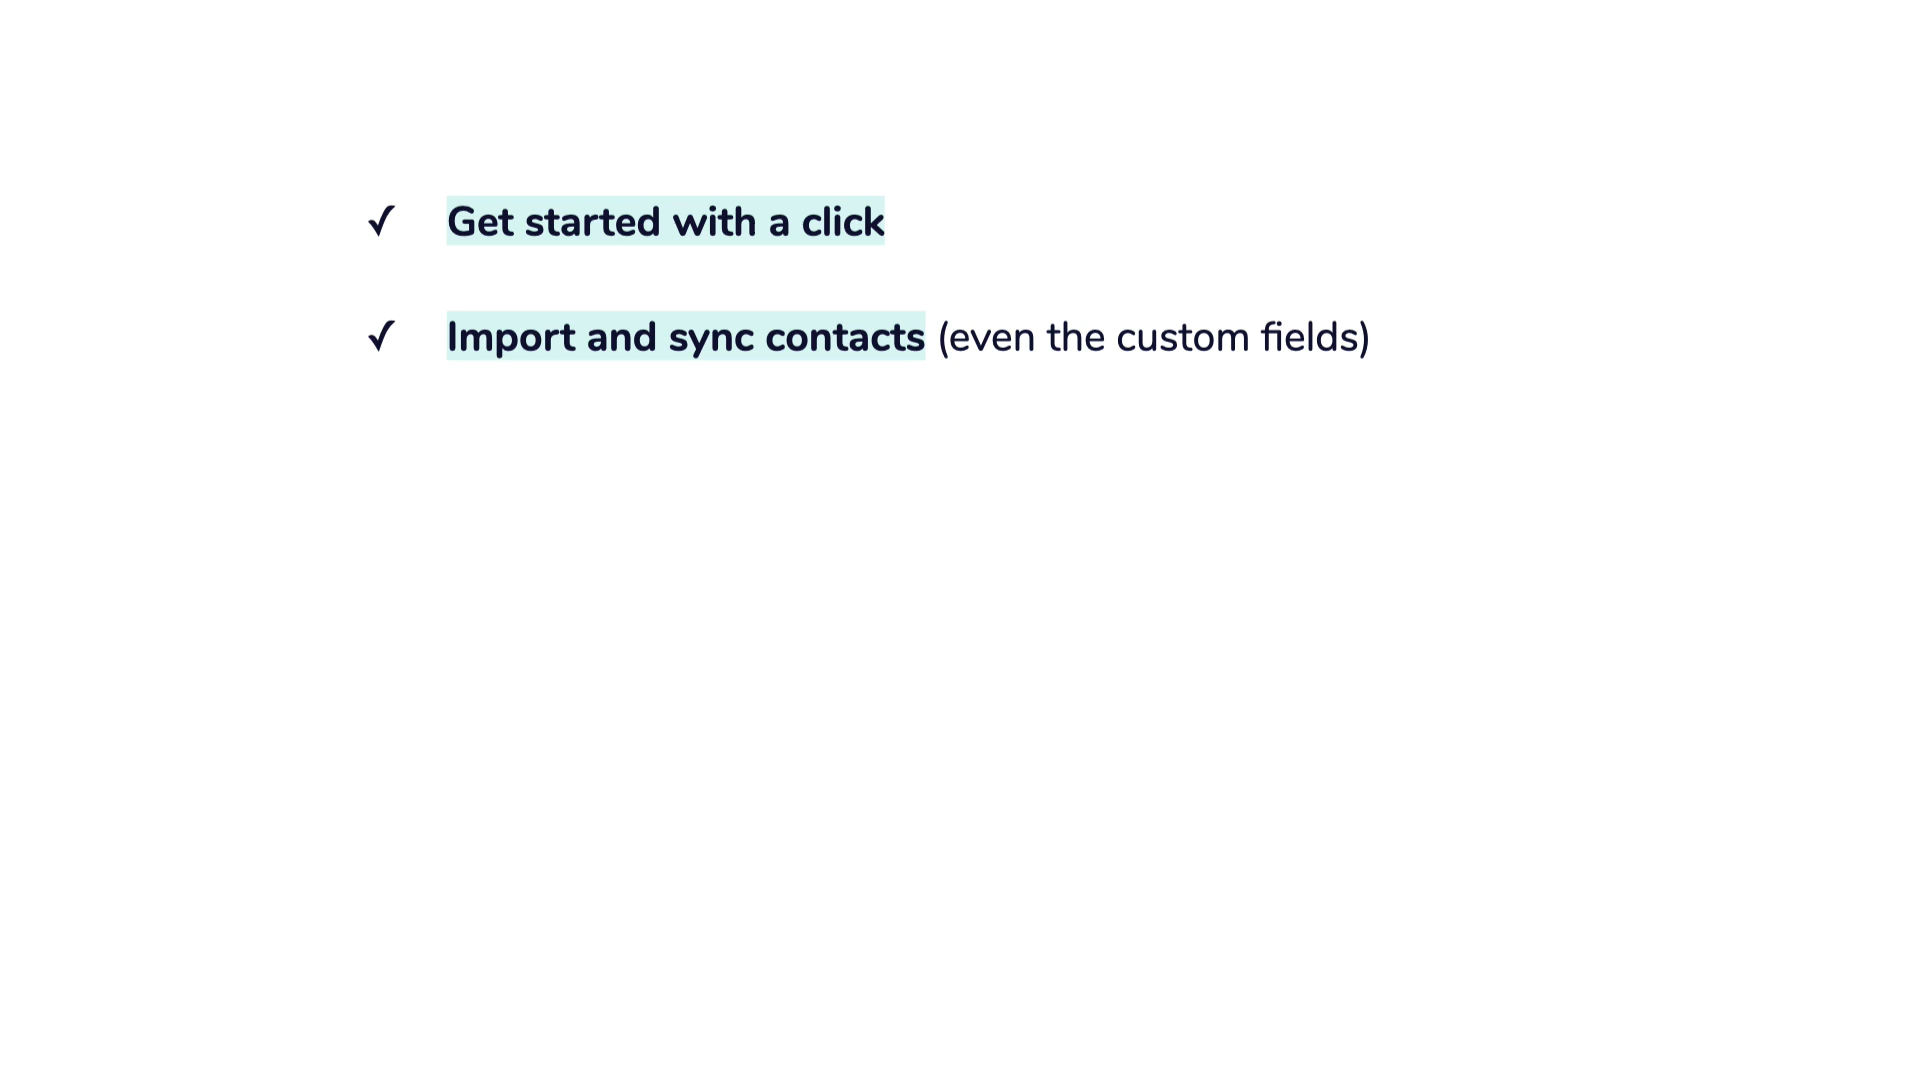 ✓ Get started with a click
✓ Import and sync contacts (even the custom fields)